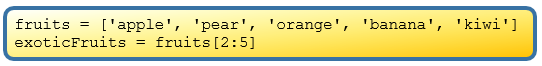 fruits = ['apple', 'pear', 'orange', 'banana', 'kiwi']
exoticFruits = fruits[2:5]